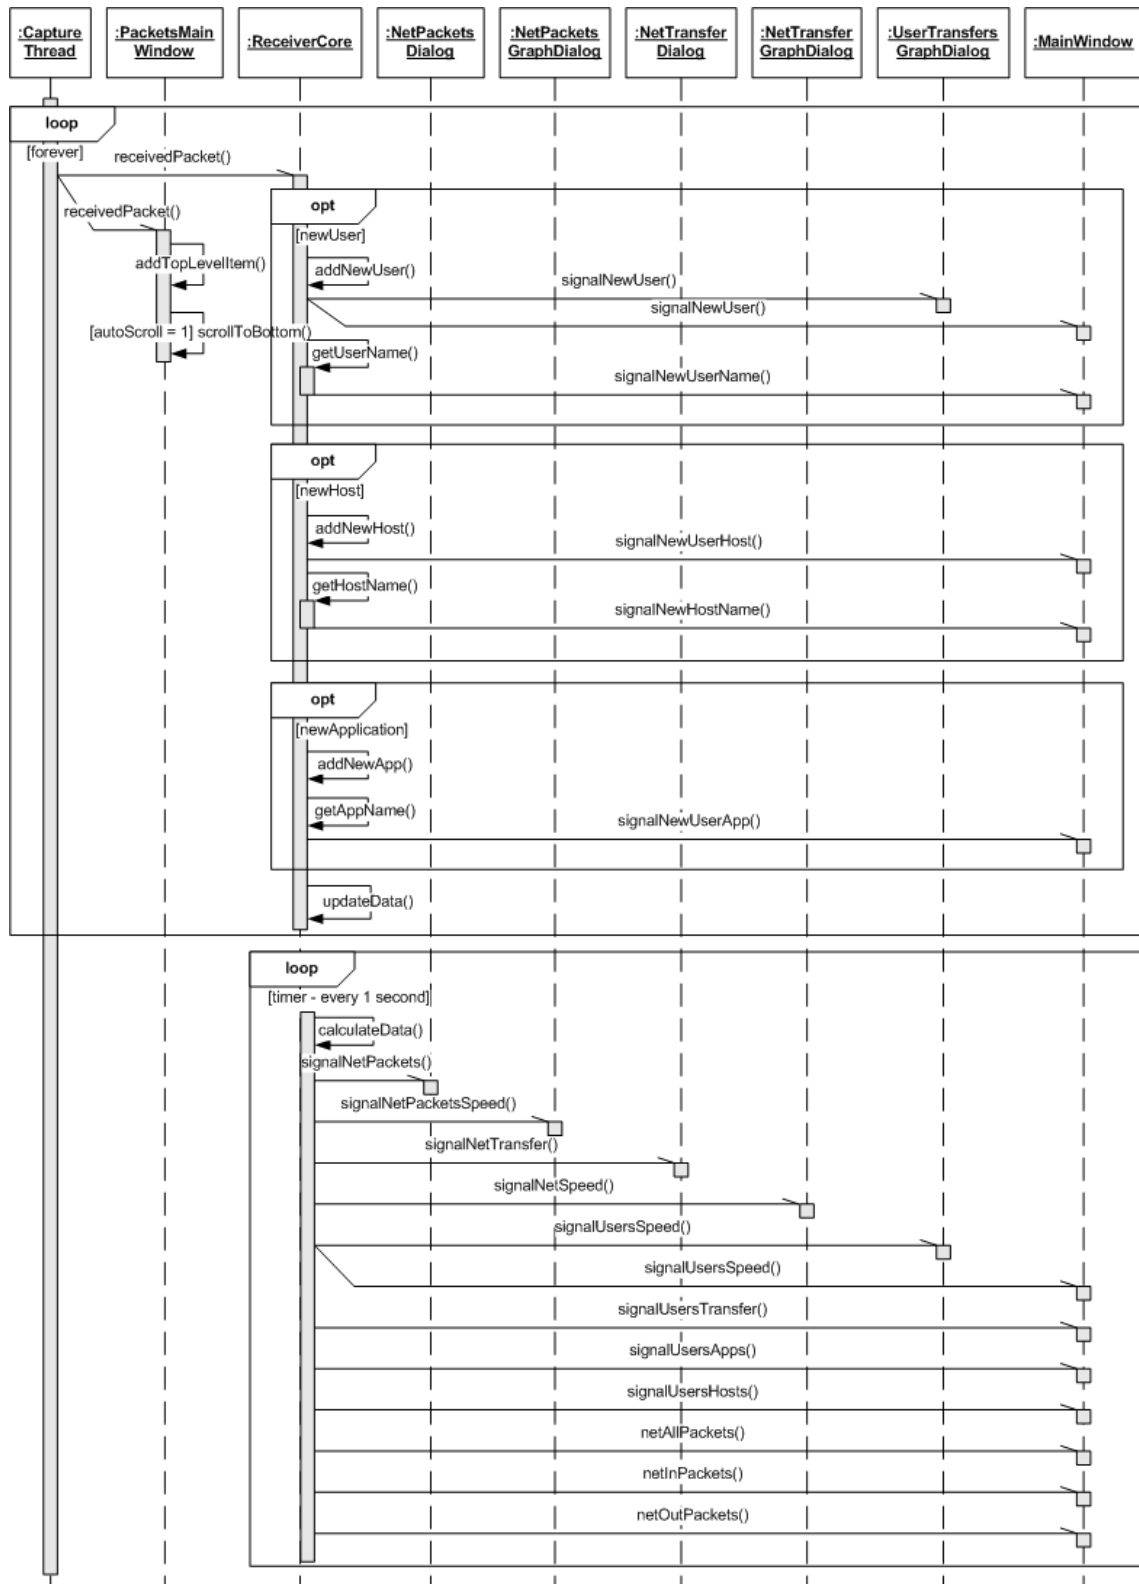 :Capture
Thread
:PacketsMain
Window
:ReceiverCore
:NetPackets
Dialog
:NetPackets
GraphDialog
:NetTransfer
Dialog
:NetTransfer
GraphDialog
:UserTransfers
GraphDialog
:MainWindow
loop
[forever]
receivedPacket()
receivedPacket()
addTopLevelItem()
[autoScroll = 1] scrollToBottom()
opt
[newUser]
addNewUser()
signalNewUser()
signalNewUser()
getUserName()
signalNewUserName()
opt
[newHost]
addNewHost()
signalNewUserHost()
getHostName()
signalNewHostName()
opt
[newApplication]
addNewApp()
getAppName()
signalNewUserApp()
updateData()
loop
[timer - every 1 second]
calculateData()
signalNetPackets()
signalNetPacketsSpeed()
signalNetTransfer()
signalNetSpeed()
signalUsersSpeed()
signalUsersSpeed()
signalUsersTransfer()
signalUsersApps()
signalUsersHosts()
netAllPackets()
netInPackets()
netOutPackets()